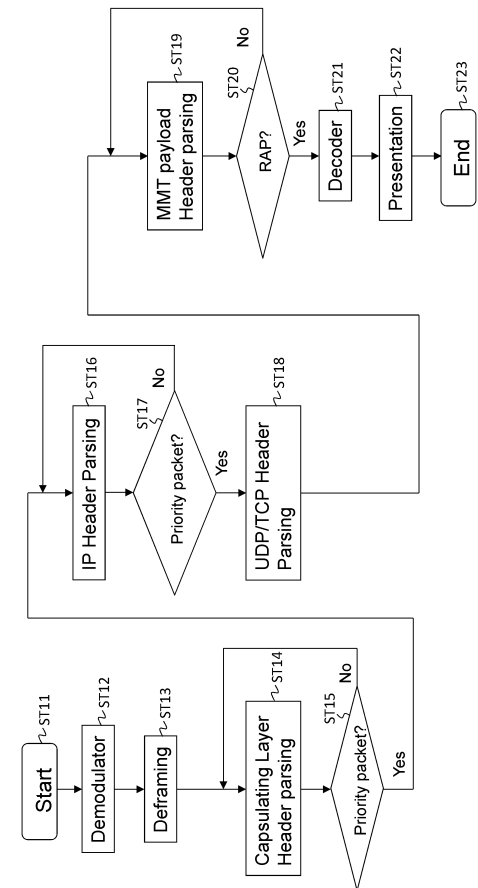 Start
ST11
Demodulator
ST12
Deframing
ST13
Capsulating Layer
Header parsing
ST14
Priority packet?
ST15
No
Yes
IP Header Parsing
ST16
Priority packet?
ST17
No
Yes
UDP/TCP Header
Parsing
ST18
MMT payload
Header parsing
ST19
RAP?
ST20
No
Yes
Decoder
ST21
Presentation
ST22
End
ST23